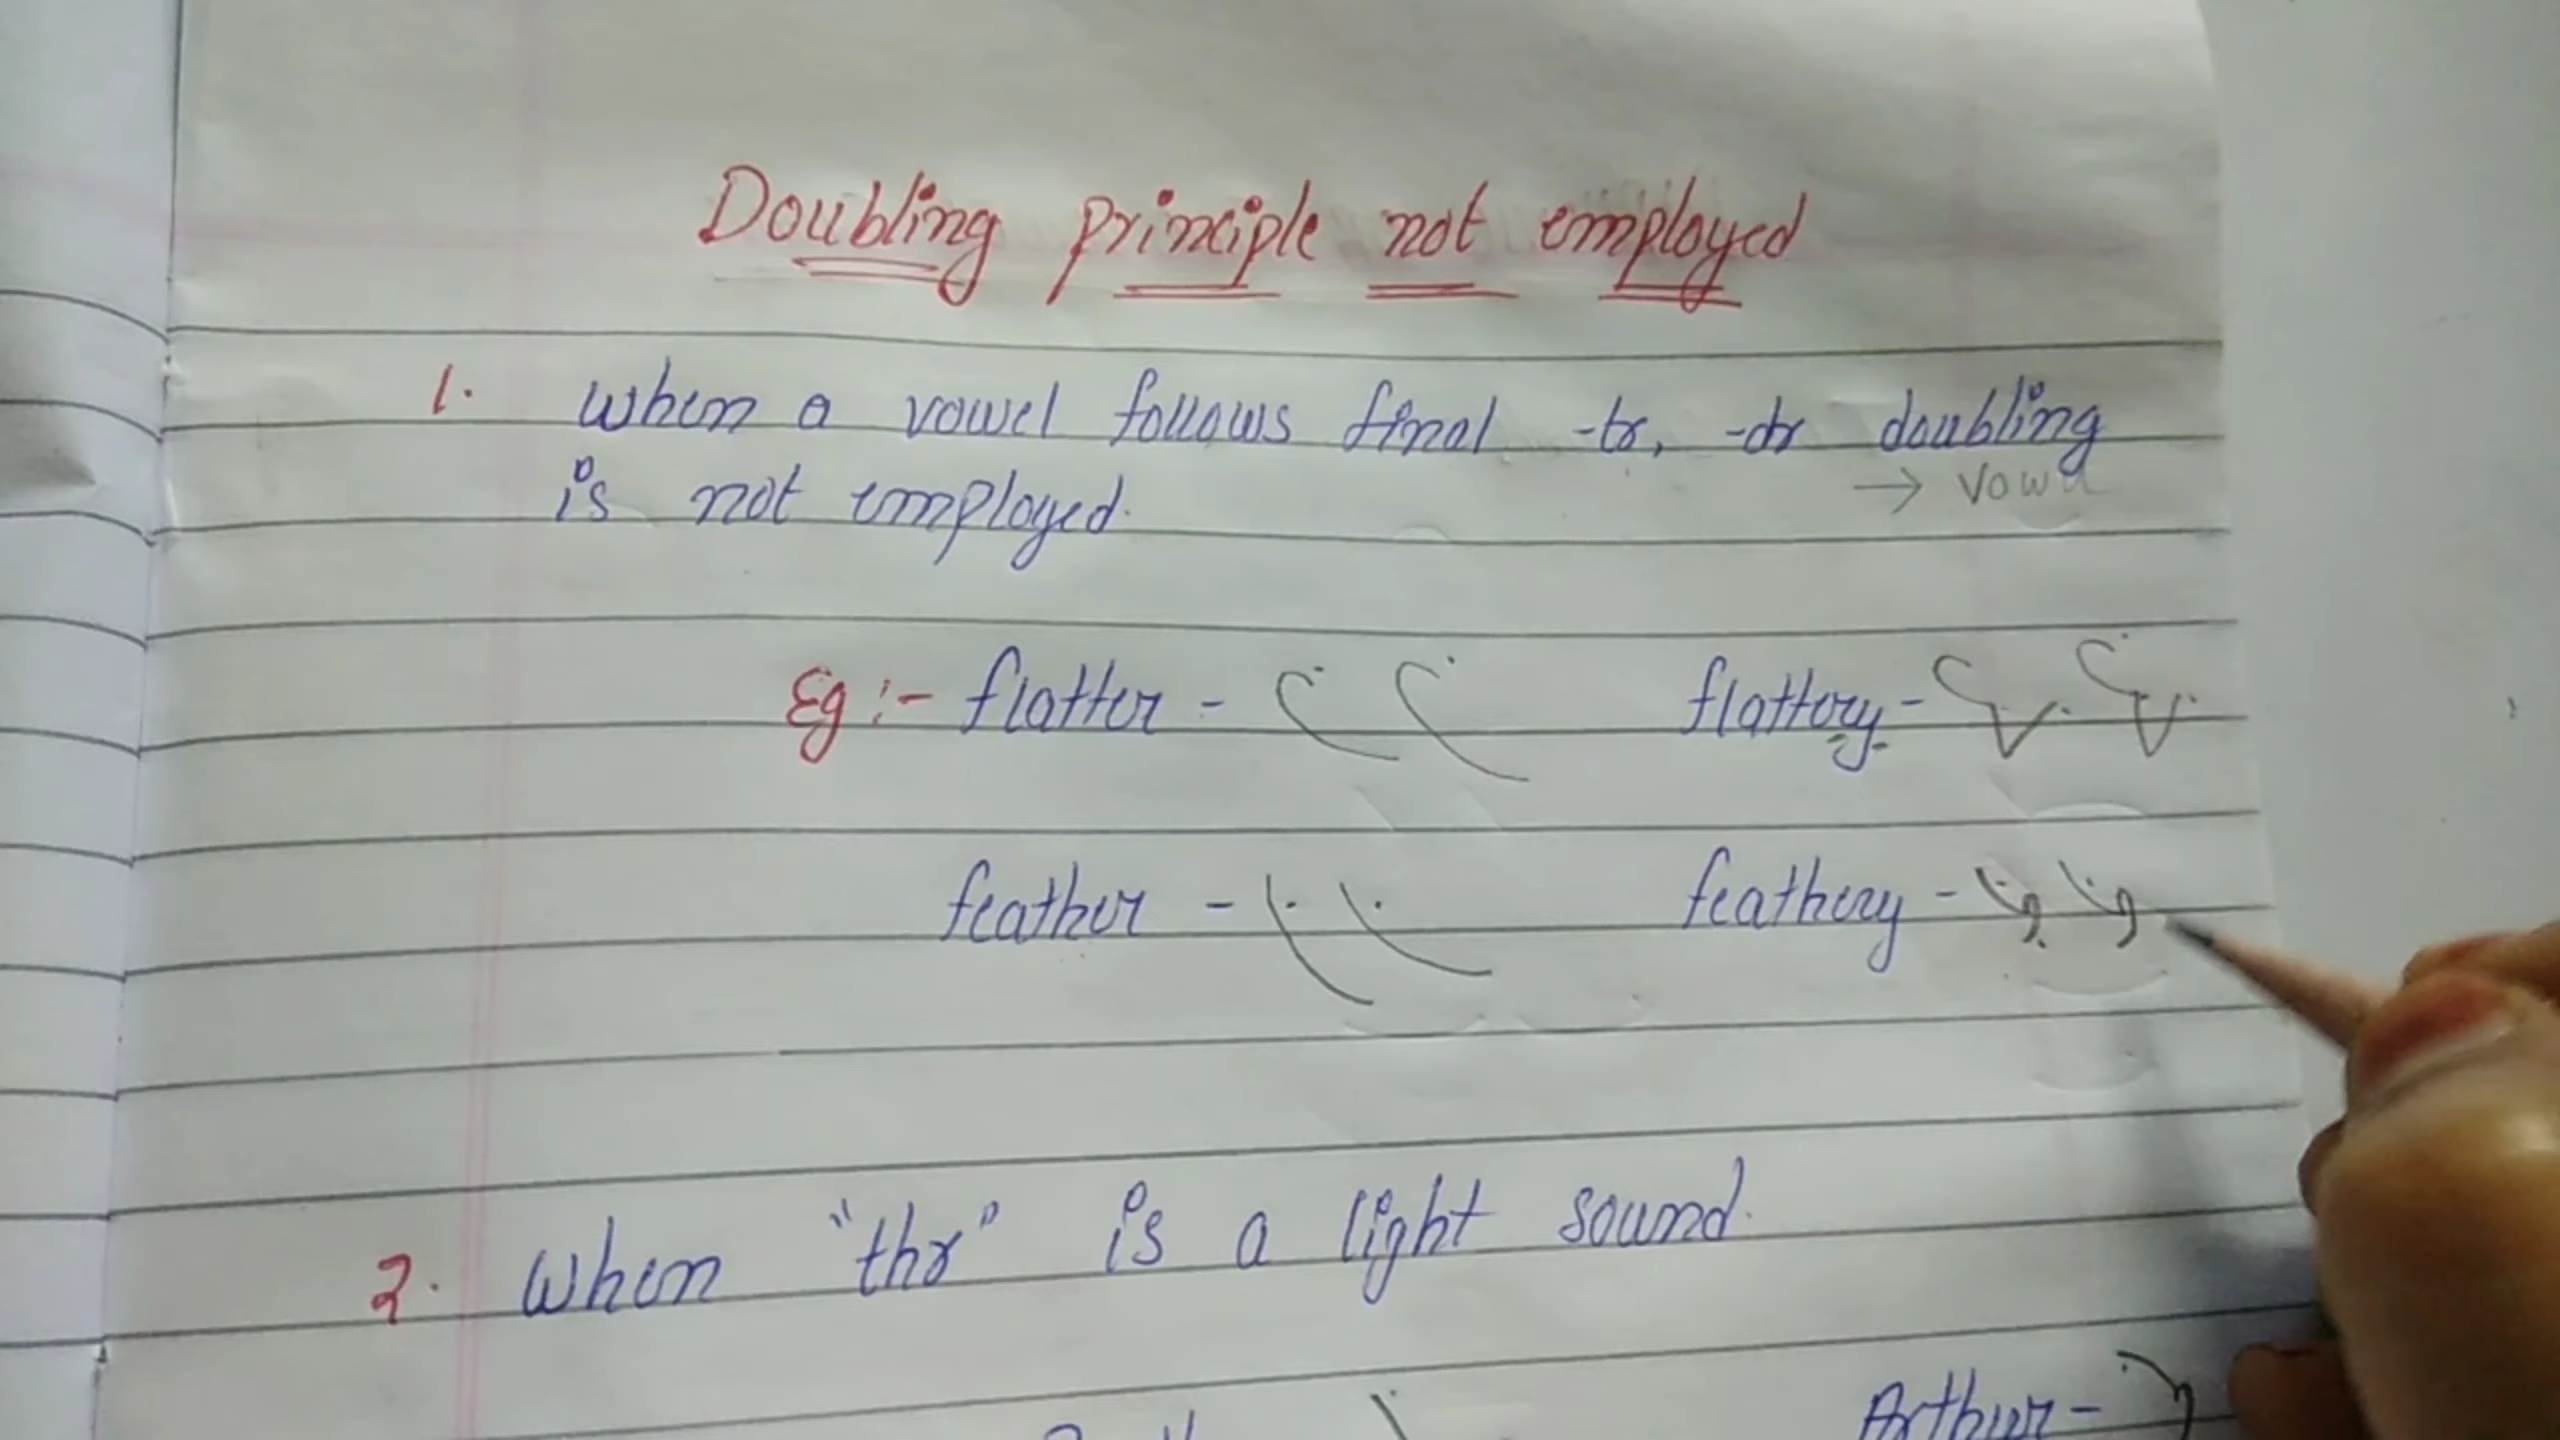 Doubling principle not employed
1. when a vowel follows final -tr, -dr doubling
→ vowel
is not employed.
Eg :- flatter - flattery -
feather - feathery -
2. when "thr" is a light sound.
Arthur -